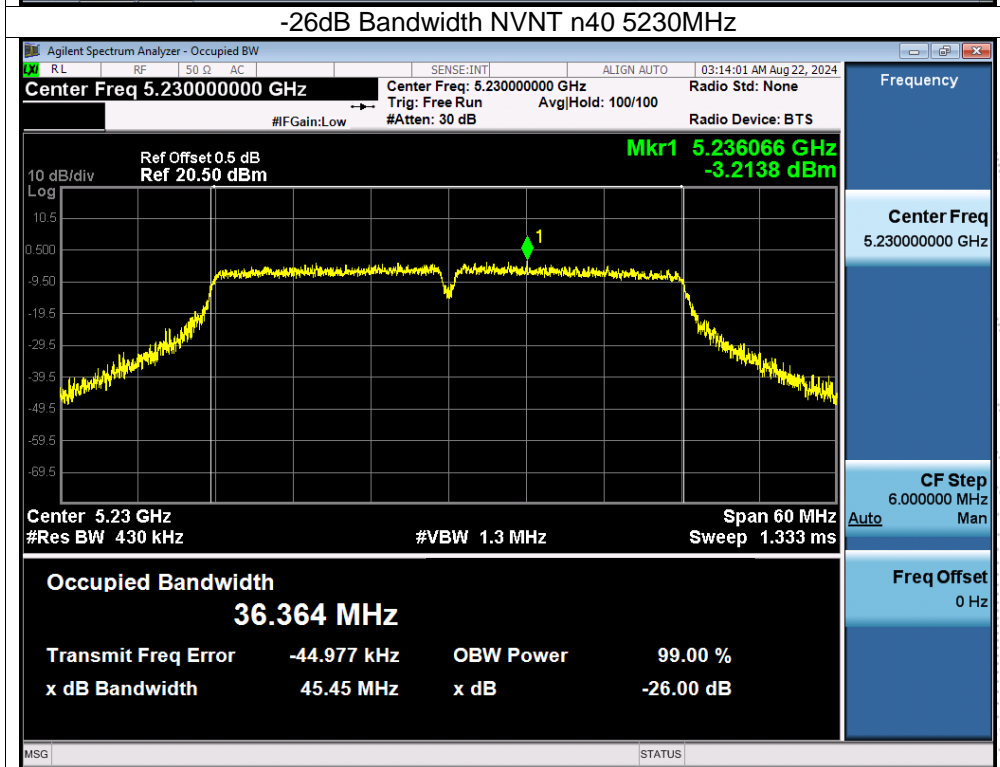 -26dB Bandwidth NVNT n40 5230MHz
Agilent Spectrum Analyzer - Occupied BW
LXI RL RF 50 Ω AC SENSE:INT ALIGN AUTO 03:14:01 AM Aug 22, 2024
Center Freq 5.230000000 GHz
Center Freq: 5.230000000 GHz Radio Std: None
Trig: Free Run Avg|Hold: 100/100
#IFGain:Low #Atten: 30 dB Radio Device: BTS
Frequency
Mkr1 5.236066 GHz
-3.2138 dBm
Ref Offset 0.5 dB
10 dB/div Ref 20.50 dBm
Log
10.5
0.500
-9.50
-19.5
-29.5
-39.5
-49.5
-59.5
-69.5
1
Center 5.23 GHz Span 60 MHz
#Res BW 430 kHz #VBW 1.3 MHz Sweep 1.333 ms
Center Freq
5.230000000 GHz
CF Step
6.000000 MHz
Auto Man
Freq Offset
0 Hz
Occupied Bandwidth
36.364 MHz
Transmit Freq Error -44.977 kHz OBW Power 99.00 %
x dB Bandwidth 45.45 MHz x dB -26.00 dB
MSG STATUS